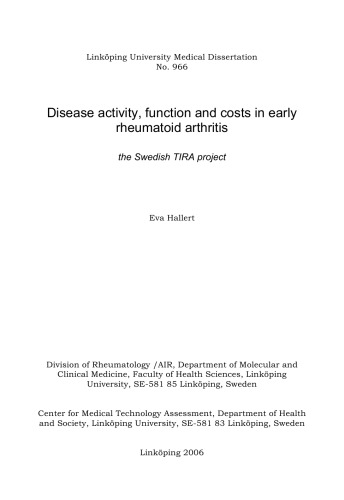 Linköping University Medical Dissertation
No. 966
Disease activity, function and costs in early
rheumatoid arthritis
the Swedish TIRA project
Eva Hallert
Division of Rheumatology /AIR, Department of Molecular and
Clinical Medicine, Faculty of Health Sciences, Linköping
University, SE-581 85 Linköping, Sweden
Center for Medical Technology Assessment, Department of Health
and Society, Linköping University, SE-581 83 Linköping, Sweden
Linköping 2006